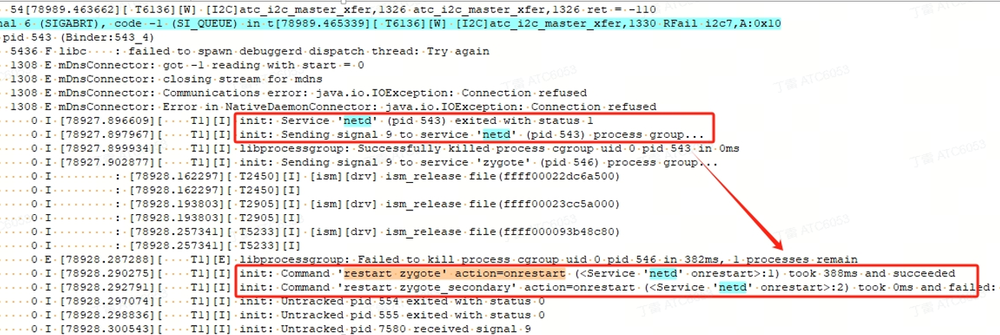 54[78989.463662][ T6136][W] [I2C]atc_i2c_master_xfer,1326 atc_i2c_master_xfer,1326 ret = -110
nal 6 (SIGABRT), code -1 (SI_QUEUE) in t[78989.465339][ T6136][W] [I2C]atc_i2c_master_xfer,1330 RFail i2c7,A:0x10
pid 543 (Binder:543_4)
5436 F libc : failed to spawn debuggerd dispatch thread: Try again
1308 E mDnsConnector: got -1 reading with start = 0
1308 E mDnsConnector: closing stream for mdns
1308 E mDnsConnector: Communications error: java.io.IOException: Connection refused
1308 E mDnsConnector: Error in NativeDaemonConnector: java.io.IOException: Connection refused
0 I [78927.896609][ T1][I] init: Service 'netd' (pid 543) exited with status 1
0 I [78927.897967][ T1][I] init: Sending signal 9 to service 'netd' (pid 543) process group...
0 I [78927.899934][ T1][I] libprocessgroup: Successfully killed process cgroup uid 0 pid 543 in 0ms
0 I [78927.902877][ T1][I] init: Sending signal 9 to service 'zygote' (pid 546) process group...
0 I : [78928.162297][ T2450][I] [ism][drv] ism_release file(ffff00022dc6a500)
0 I : [78928.162297][ T2450][I]
0 I : [78928.193803][ T2905][I] [ism][drv] ism_release file(ffff00023cc5a000)
0 I : [78928.193803][ T2905][I]
0 I : [78928.257341][ T5233][I] [ism][drv] ism_release file(ffff000093b48c80)
0 I : [78928.257341][ T5233][I]
0 E [78928.287288][ T1][E] libprocessgroup: Failed to kill process cgroup uid 0 pid 546 in 382ms, 1 processes remain
0 I [78928.290275][ T1][I] init: Command 'restart zygote' action=onrestart (<Service 'netd' onrestart>:1) took 388ms and succeeded
0 I [78928.292791][ T1][I] init: Command 'restart zygote_secondary' action=onrestart (<Service 'netd' onrestart>:2) took 0ms and failed:
0 I [78928.297074][ T1][I] init: Untracked pid 554 exited with status 0
0 I [78928.298836][ T1][I] init: Untracked pid 555 exited with status 0
0 I [78928.300543][ T1][I] init: Untracked pid 7580 received signal 9
丁雷 ATC6053